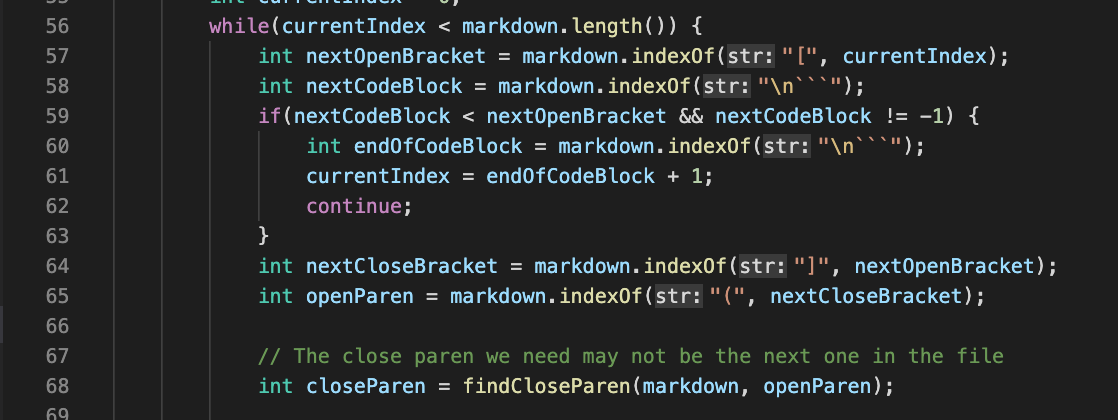 int currentIndex = 0;
56 while(currentIndex < markdown.length()) {
57 int nextOpenBracket = markdown.indexOf(str: "[", currentIndex);
58 int nextCodeBlock = markdown.indexOf(str: "\n```");
59 if(nextCodeBlock < nextOpenBracket && nextCodeBlock != -1) {
60 int endOfCodeBlock = markdown.indexOf(str: "\n```");
61 currentIndex = endOfCodeBlock + 1;
62 continue;
63 }
64 int nextCloseBracket = markdown.indexOf(str: "]", nextOpenBracket);
65 int openParen = markdown.indexOf(str: "(", nextCloseBracket);
66
67 // The close paren we need may not be the next one in the file
68 int closeParen = findCloseParen(markdown, openParen);
69